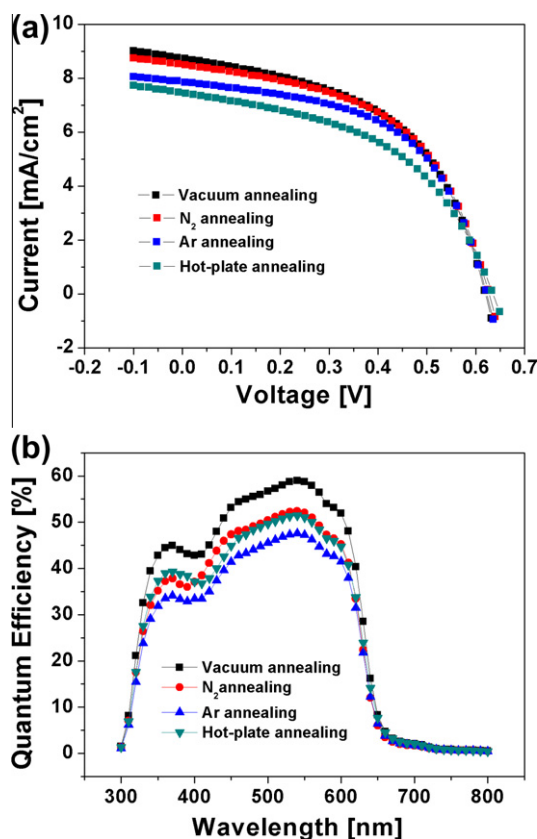 (a)
Current [mA/cm²]
10
8
6
4
2
0
-2
Vacuum annealing
N₂ annealing
Ar annealing
Hot-plate annealing
-0.2 -0.1 0.0 0.1 0.2 0.3 0.4 0.5 0.6 0.7
Voltage [V]
(b)
Quantum Efficiency [%]
60
50
40
30
20
10
0
Vacuum annealing
N₂annealing
Ar annealing
Hot-plate annealing
300 400 500 600 700 800
Wavelength [nm]